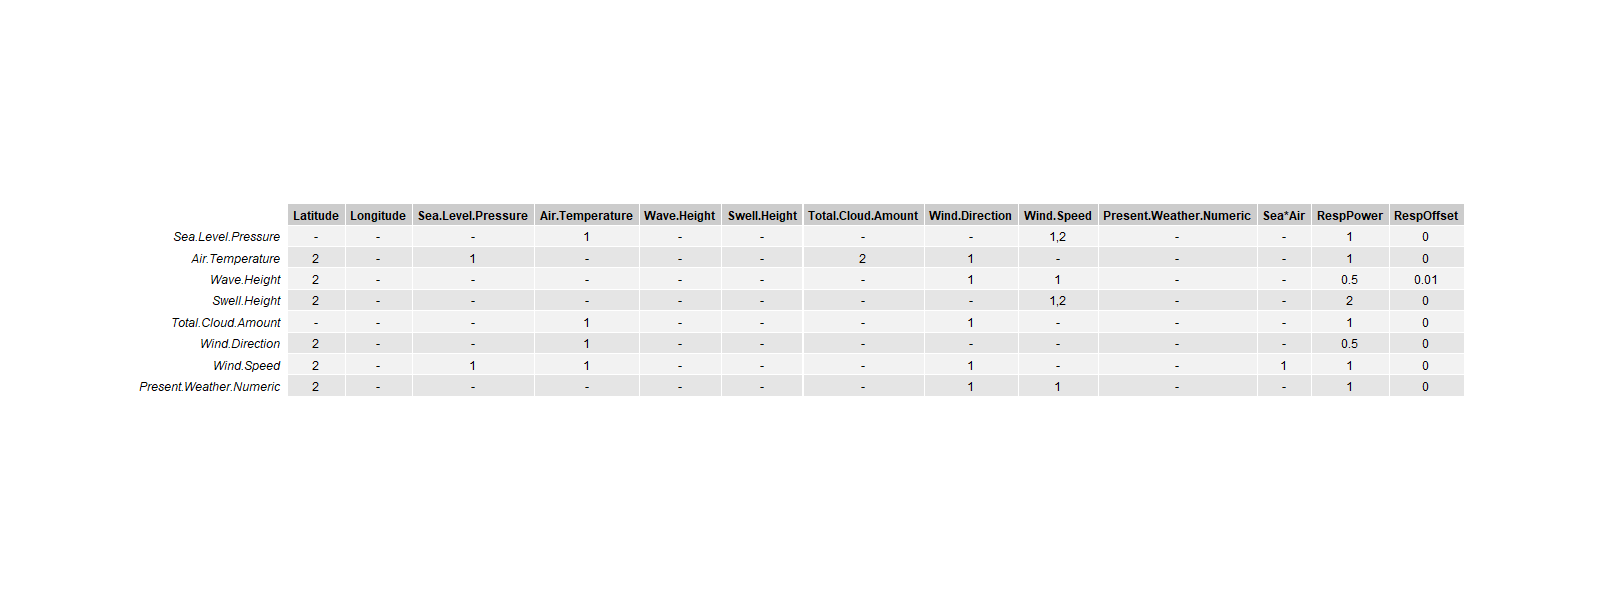 Latitude Longitude Sea.Level.Pressure Air.Temperature Wave.Height Swell.Height Total.Cloud.Amount Wind.Direction Wind.Speed Present.Weather.Numeric Sea*Air RespPower RespOffset
Sea.Level.Pressure - - - 1 - - - - 1,2 - - 1 0
Air.Temperature 2 - 1 - - - 2 1 - - - 1 0
Wave.Height 2 - - - - - - 1 1 - - 0.5 0.01
Swell.Height 2 - - - - - - - 1,2 - - 2 0
Total.Cloud.Amount - - - 1 - - - 1 - - - 1 0
Wind.Direction 2 - - 1 - - - - - - - 0.5 0
Wind.Speed 2 - 1 1 - - - 1 - - 1 1 0
Present.Weather.Numeric 2 - - - - - - 1 1 - - 1 0